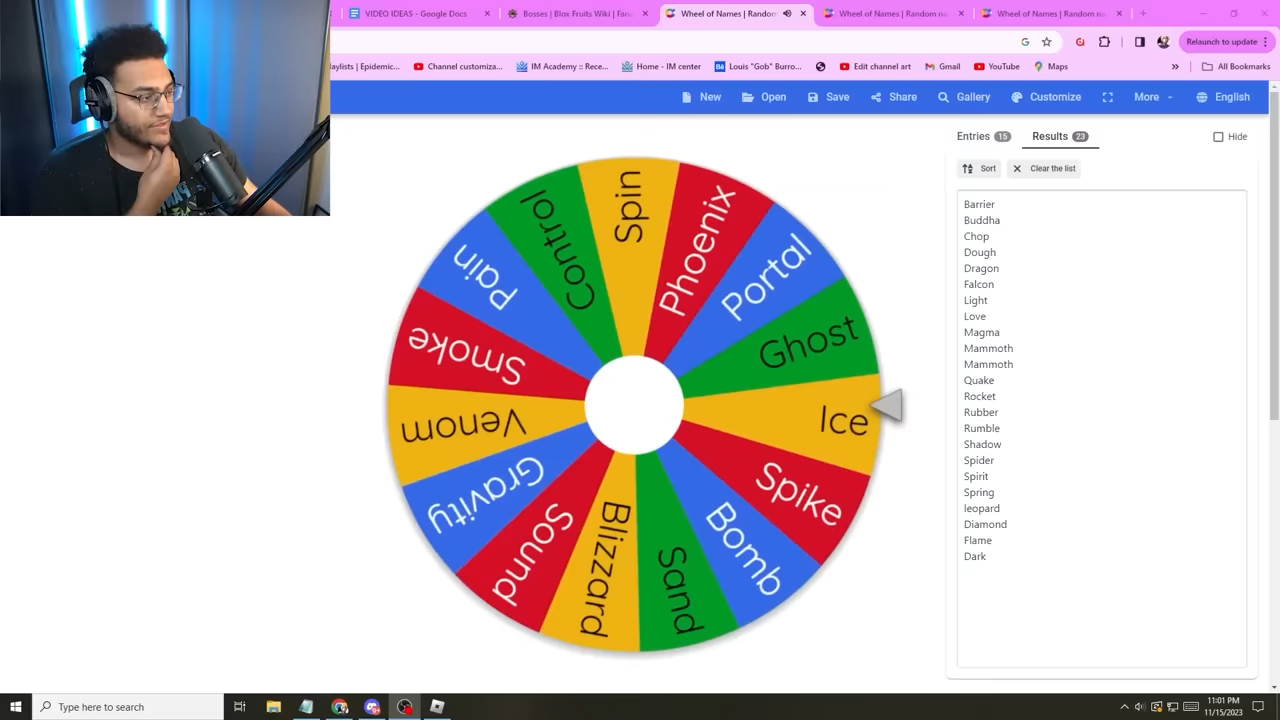 VIDEO IDEAS - Google Docs
Bosses | Blox Fruits Wiki | Fan
Wheel of Names | Random
Wheel of Names | Random na
Wheel of Names | Random na
Relaunch to update
aylists | Epidemic...
Channel customiza...
IM Academy :: Rece...
Home - IM center
Louis "Gob" Burro...
Edit channel art
Gmail
YouTube
Maps
All Bookmarks
New
Open
Save
Share
Gallery
Customize
More
English
Entries 15
Results 23
Hide
Sort
Clear the list
Barrier
Buddha
Chop
Dough
Dragon
Falcon
Light
Love
Magma
Mammoth
Mammoth
Quake
Rocket
Rubber
Rumble
Shadow
Spider
Spirit
Spring
leopard
Diamond
Flame
Dark
Spin
Phoenix
Portal
Ghost
Ice
Spike
Bomb
Sand
Blizzard
Sound
Gravity
Venom
Smoke
Pain
Control
Type here to search
11:01 PM
11/15/2023